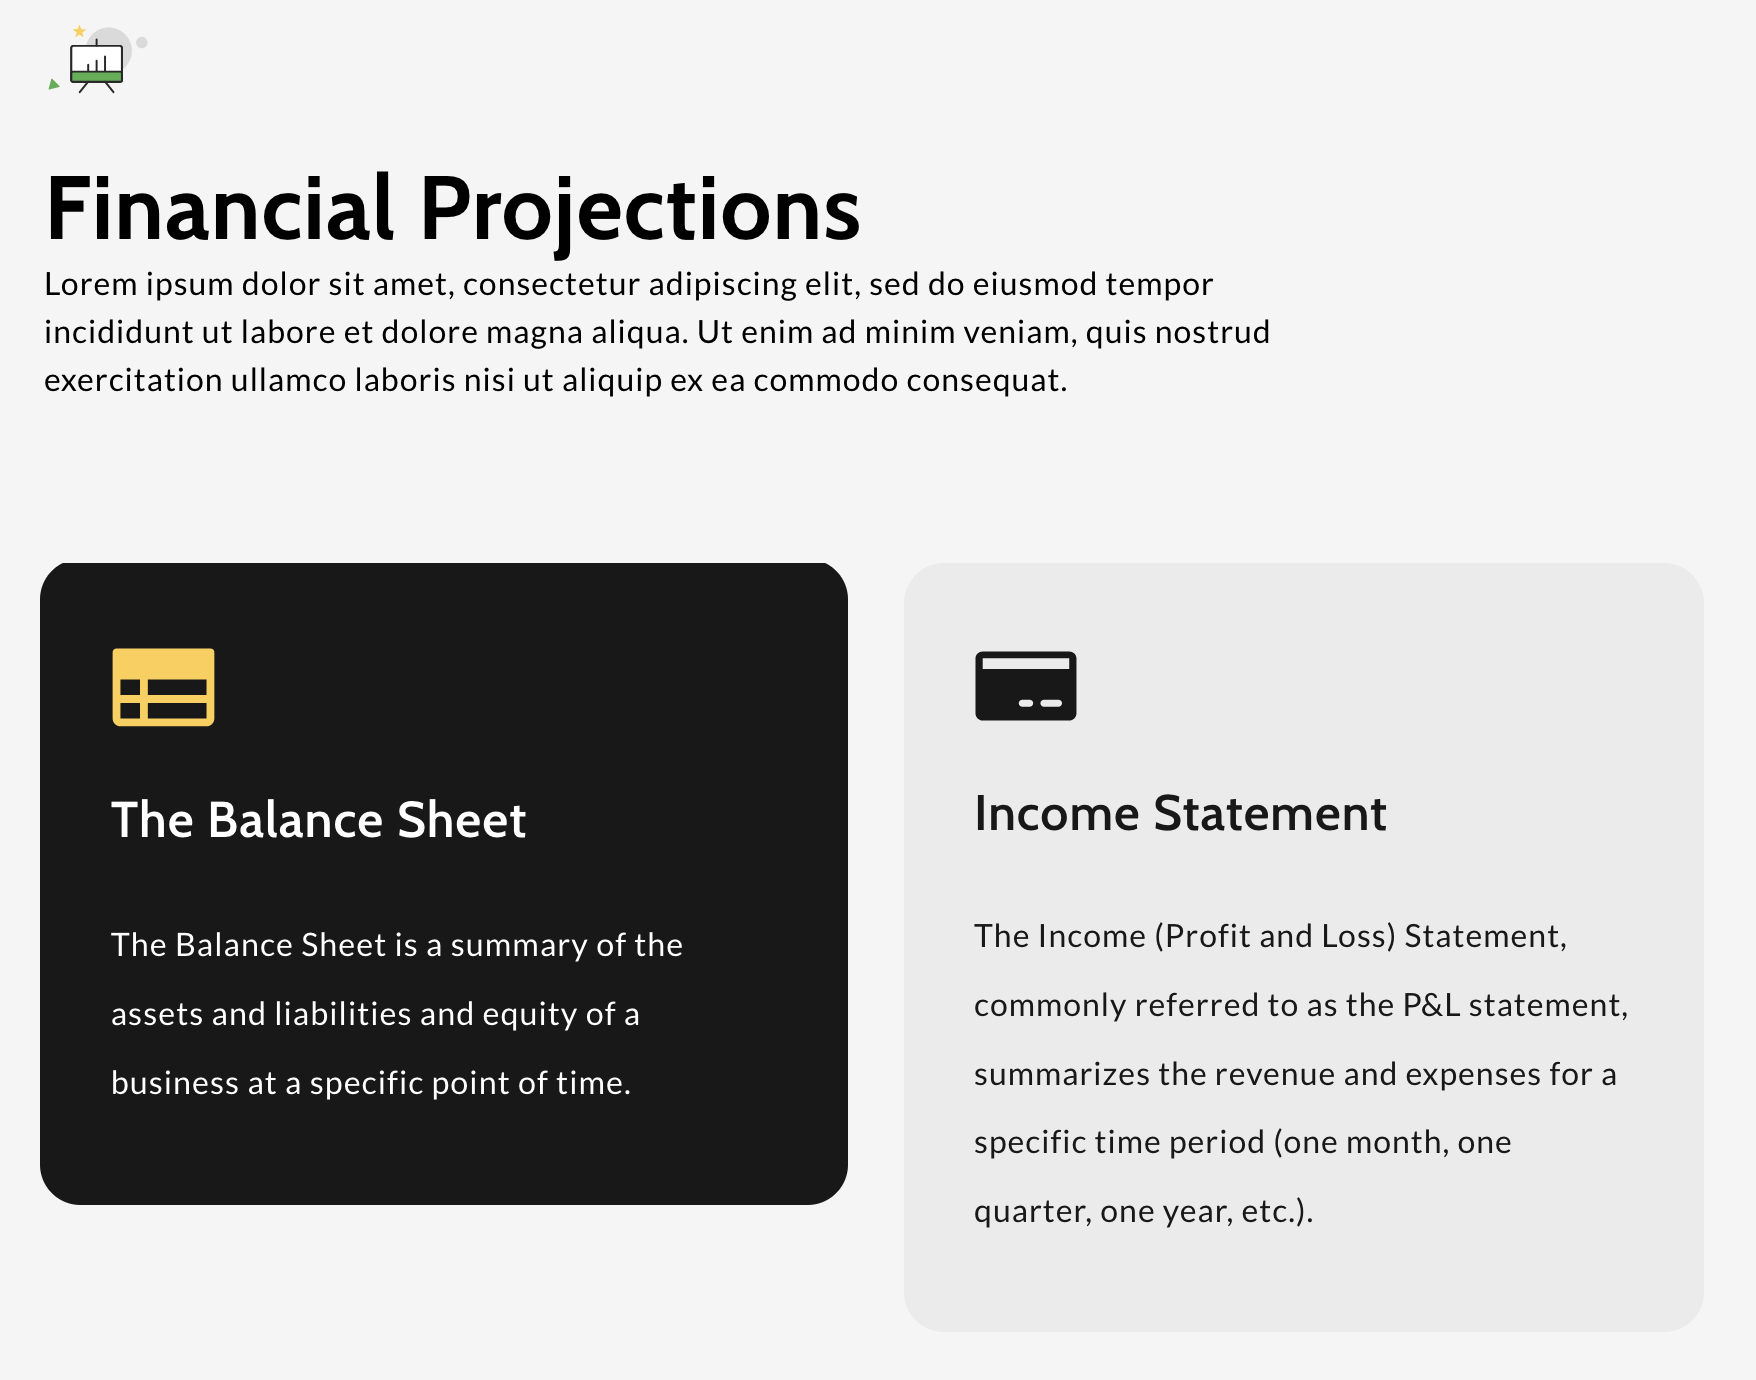 Financial Projections
Lorem ipsum dolor sit amet, consectetur adipiscing elit, sed do eiusmod tempor
incididunt ut labore et dolore magna aliqua. Ut enim ad minim veniam, quis nostrud
exercitation ullamco laboris nisi ut aliquip ex ea commodo consequat.
The Balance Sheet
The Balance Sheet is a summary of the
assets and liabilities and equity of a
business at a specific point of time.
Income Statement
The Income (Profit and Loss) Statement,
commonly referred to as the P&L statement,
summarizes the revenue and expenses for a
specific time period (one month, one
quarter, one year, etc.).